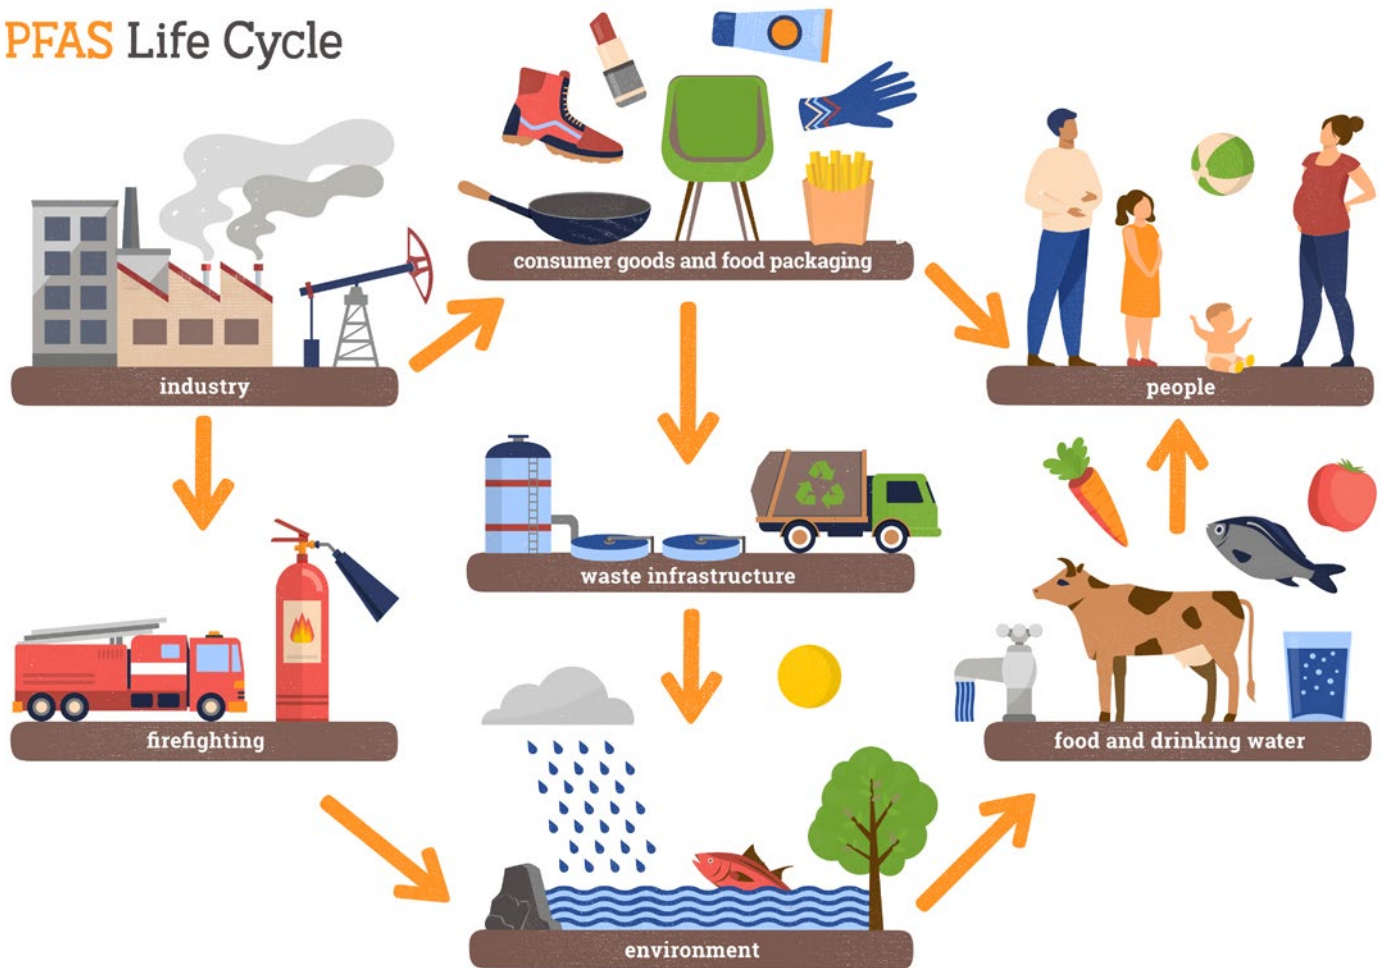 PFAS Life Cycle
consumer goods and food packaging
industry
people
waste infrastructure
firefighting
food and drinking water
environment